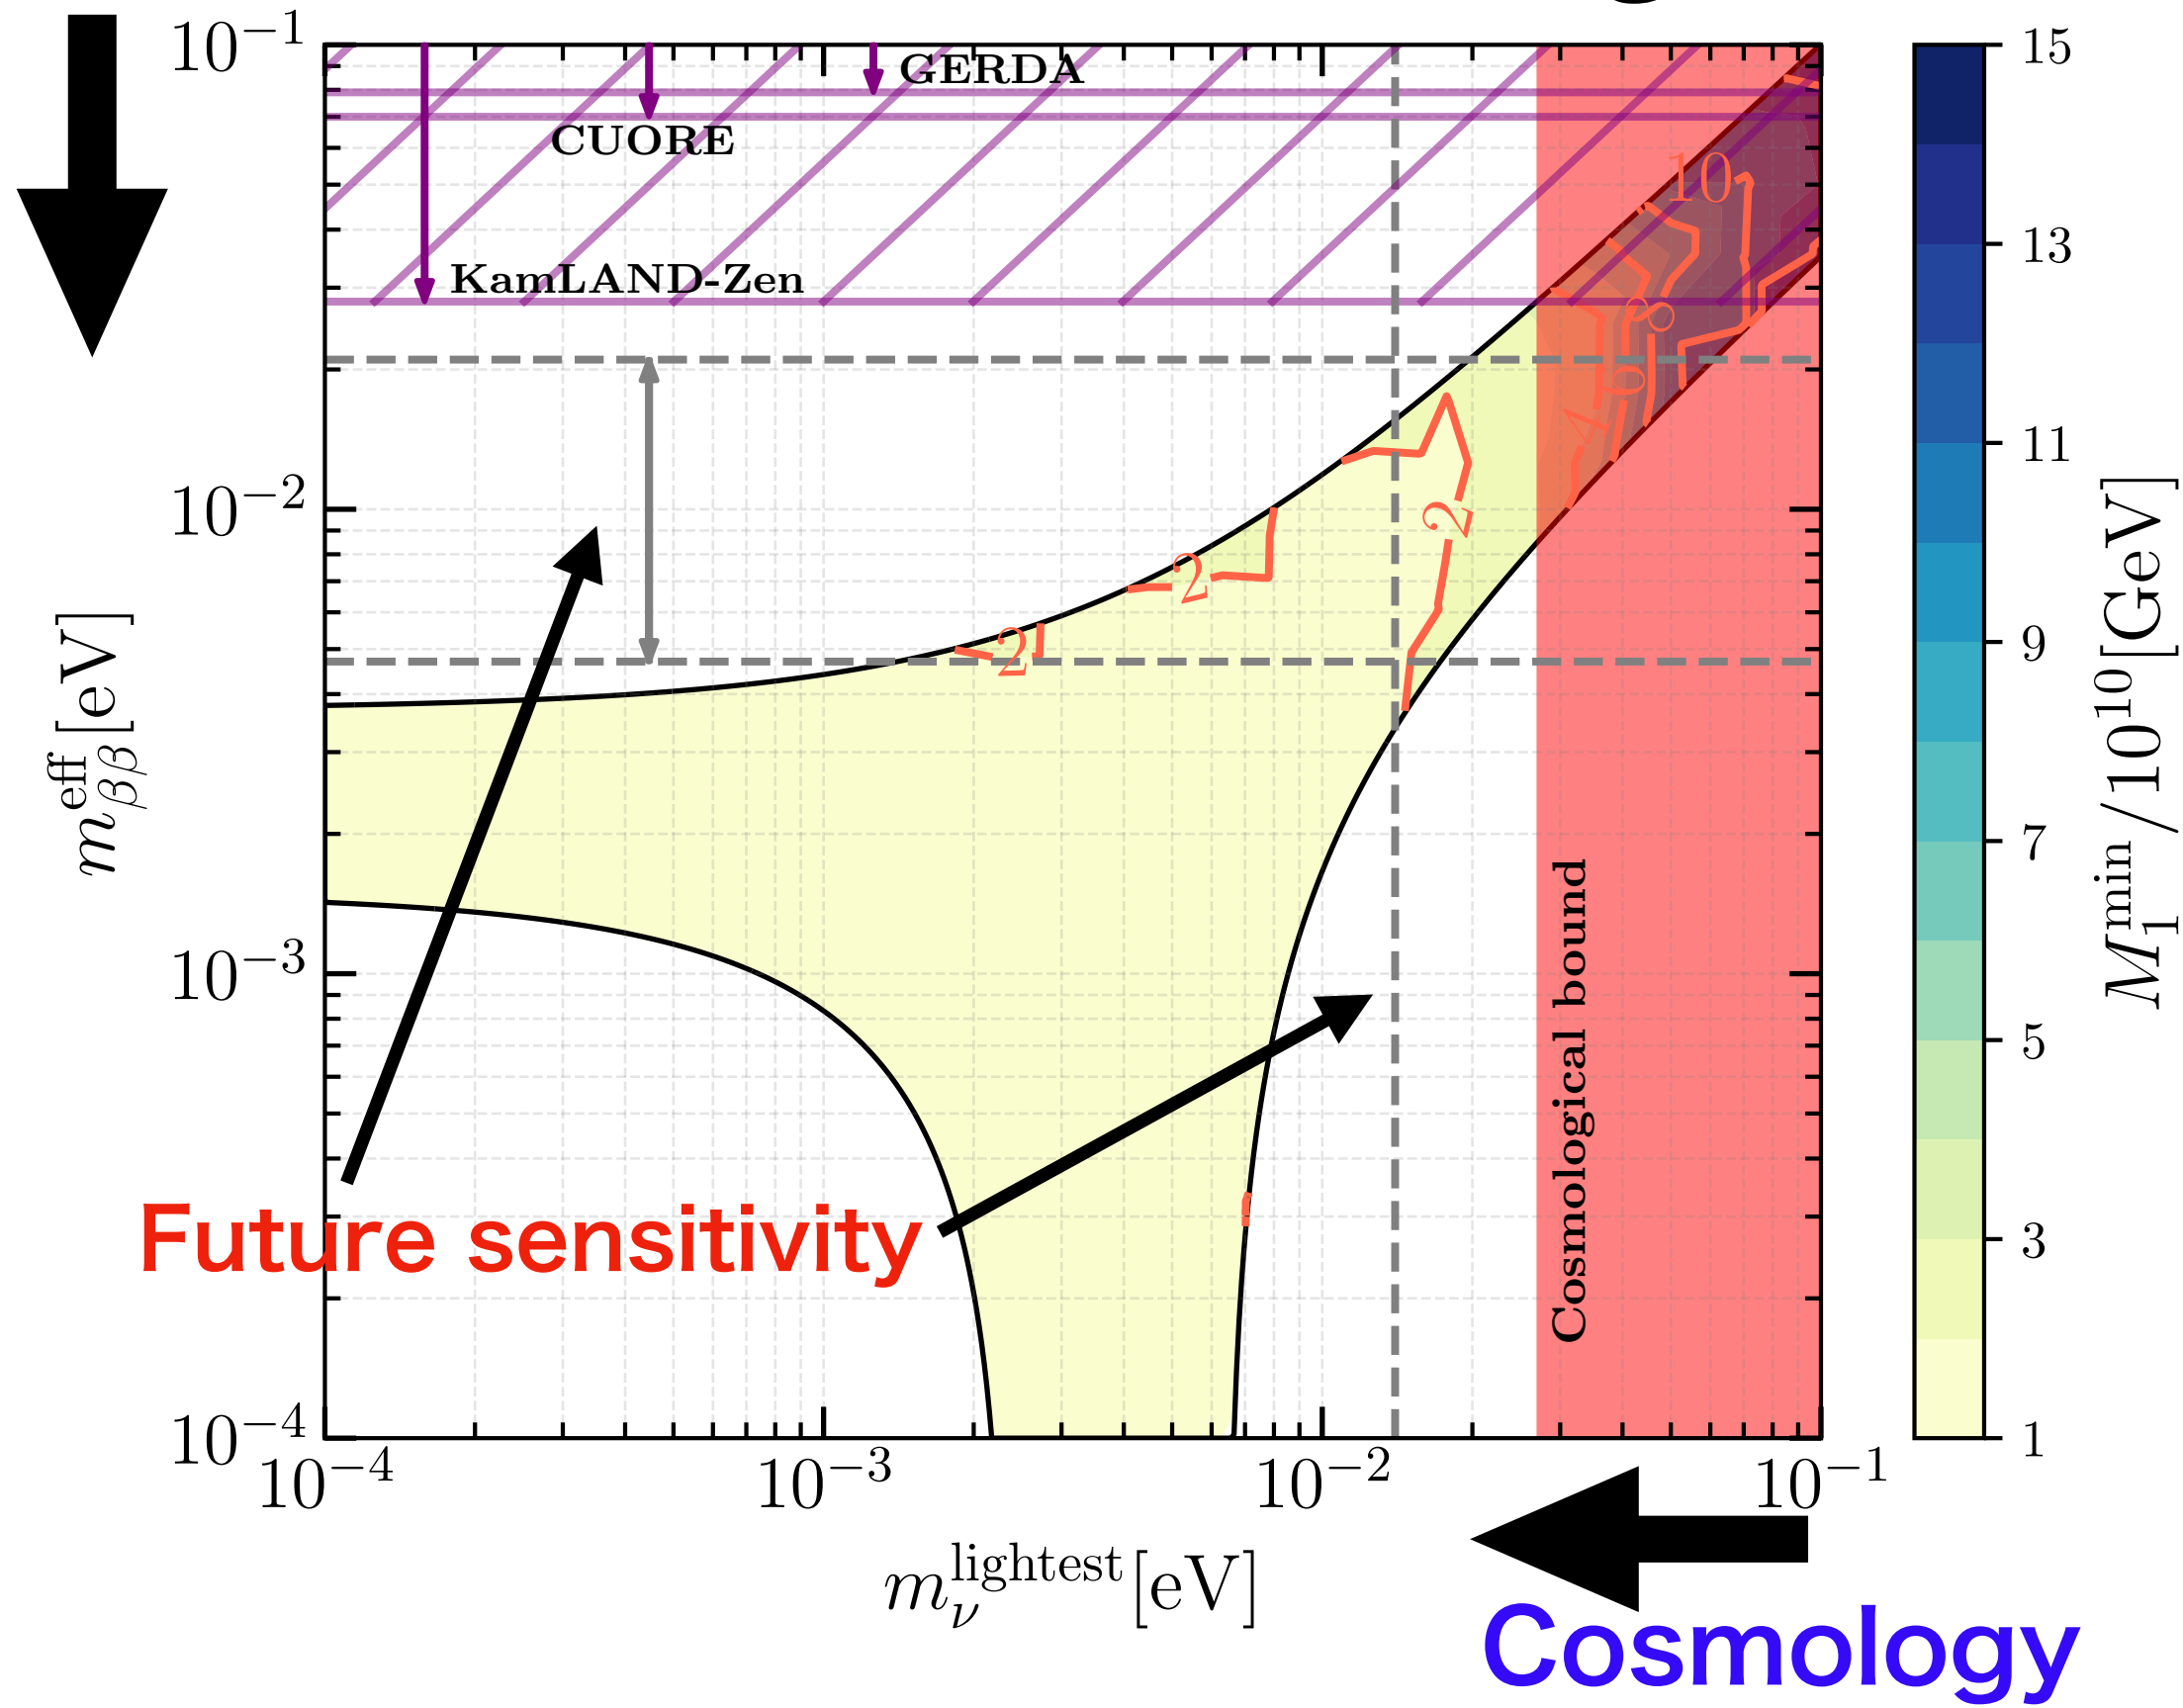 10⁻¹
10⁻²
10⁻³
10⁻⁴
m_{ββ}^{eff}[eV]
GERDA
CUORE
KamLAND-Zen
10
8
6
4
2
2
2
Cosmological bound
Future sensitivity
10⁻⁴
10⁻³
10⁻²
10⁻¹
m_ν^{lightest}[eV]
Cosmology
15
13
11
9
7
5
3
1
M_1^{min}/10^{10}[GeV]